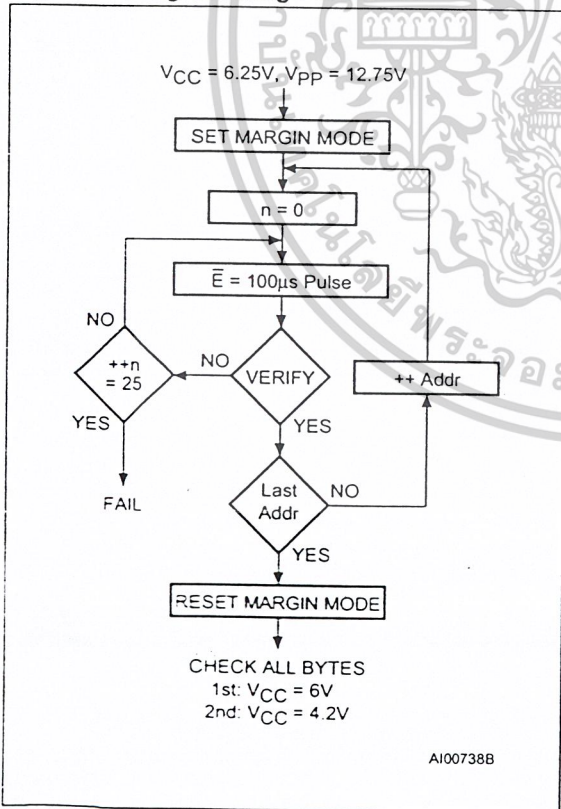 VCC = 6.25V, VPP = 12.75V
SET MARGIN MODE
n = 0
E̅ = 100µs Pulse
NO
++n
= 25
NO
VERIFY
++ Addr
YES
YES
FAIL
Last
Addr
NO
YES
RESET MARGIN MODE
CHECK ALL BYTES
1st: VCC = 6V
2nd: VCC = 4.2V
AI00738B